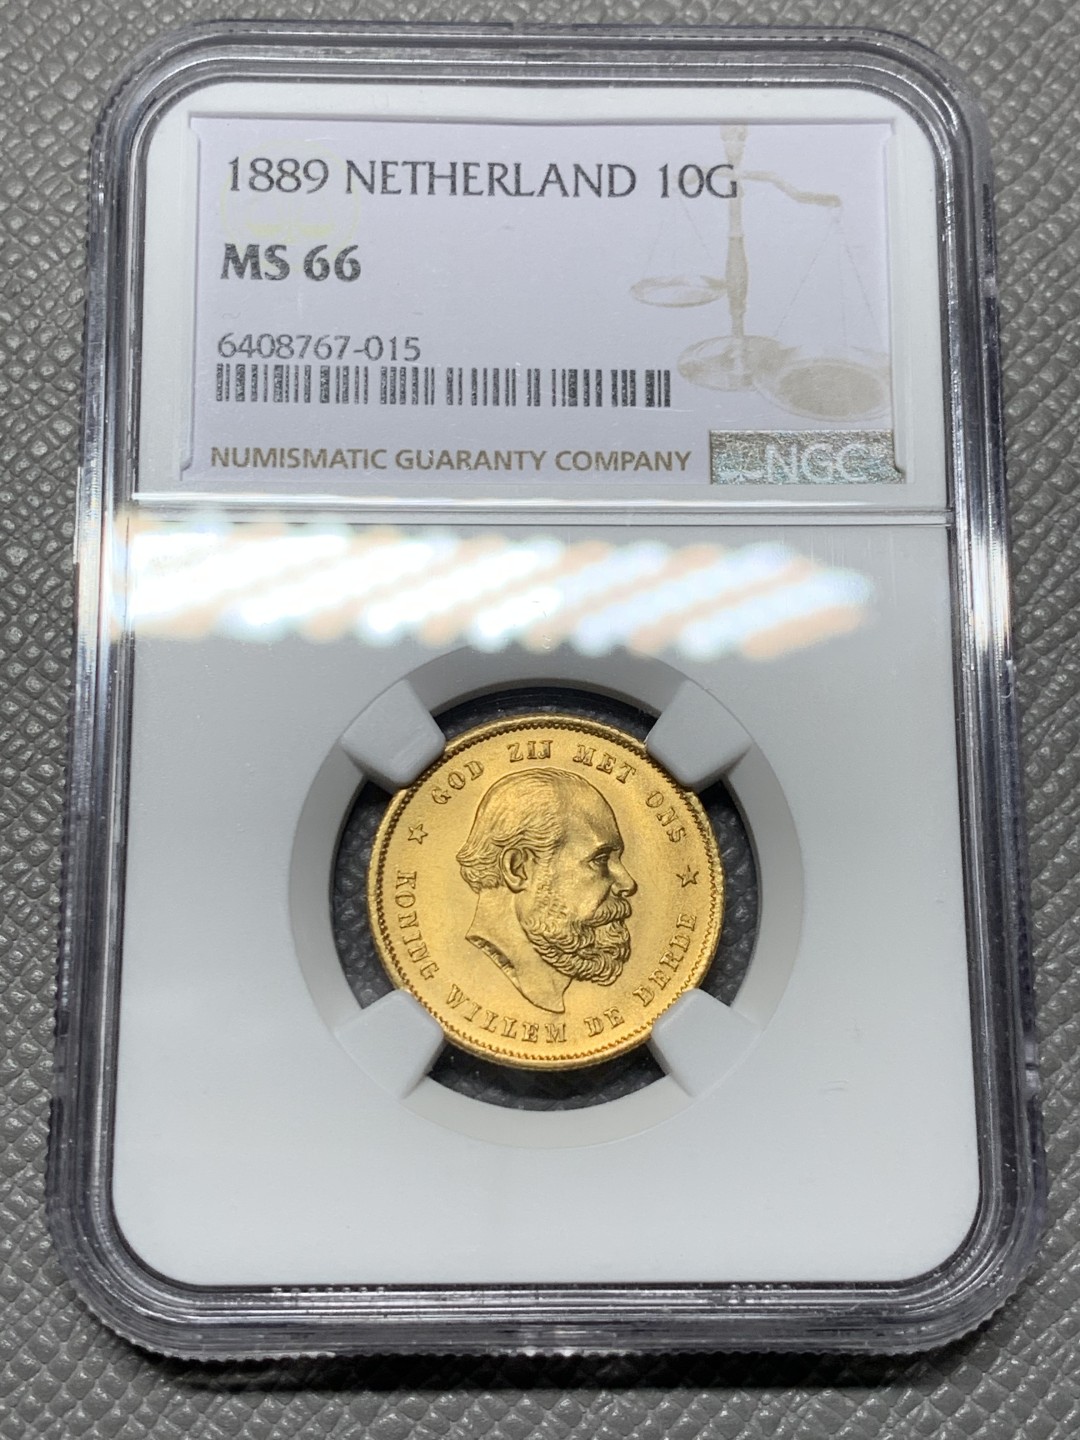 1889 NETHERLAND 10G
MS 66
6408767-015
NUMISMATIC GUARANTY COMPANY
NGC
GOD ZIJ MET ONS
KONING WILLEM DE DERDE